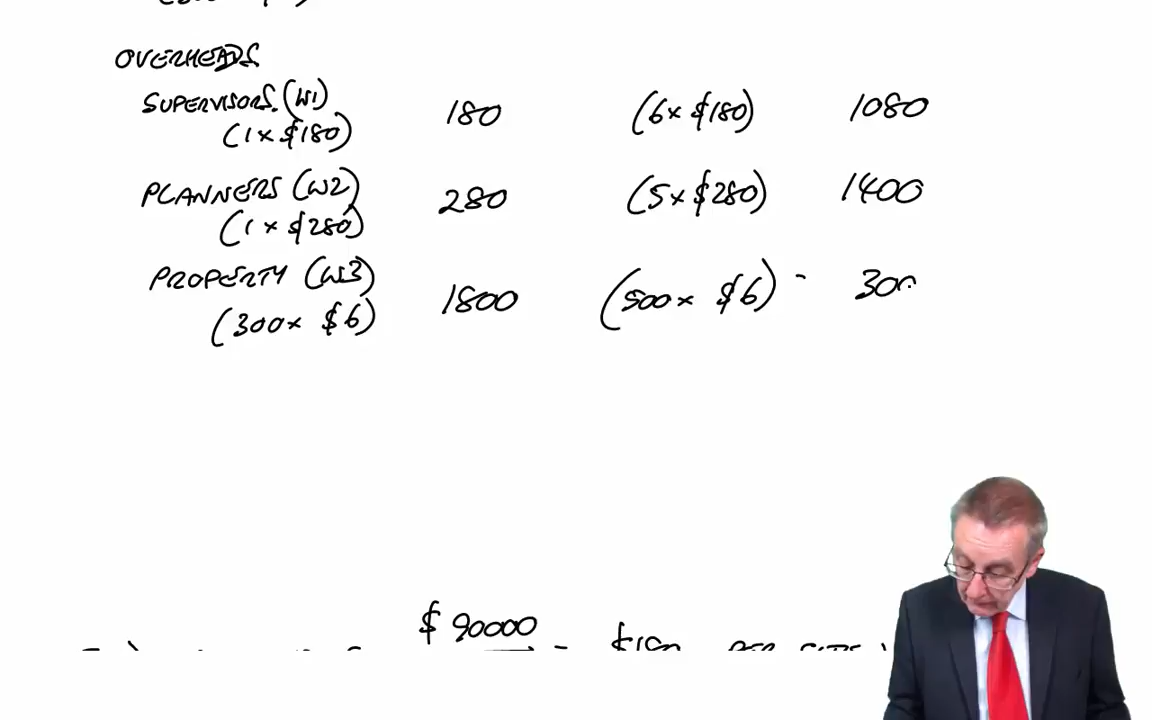 OVERHEADS
SUPERVISORS. (W1)
(1 x $180) 180 (6 x $180) 1080
PLANNERS (W2)
(1 x $280) 280 (5 x $280) 1400
PROPERTY (W3)
(300 x $6) 1800 (500 x $6) - 300
$ 90000